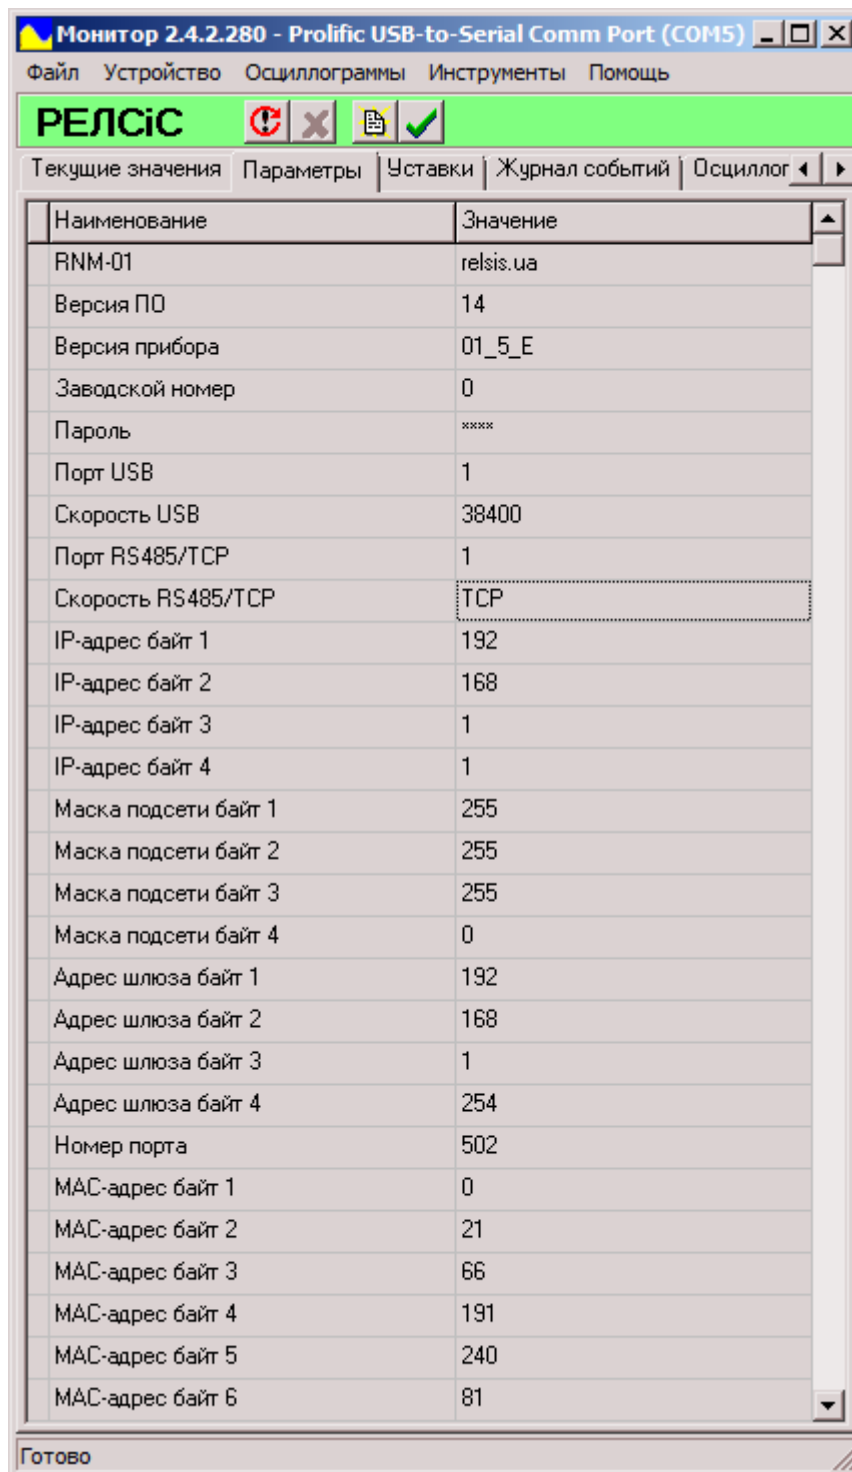 Монитор 2.4.2.280 - Prolific USB-to-Serial Comm Port (COM5)
Файл Устройство Осциллограммы Инструменты Помощь
РЕЛСіС
Текущие значения Параметры Уставки Журнал событий Осциллог
Наименование Значение
RNM-01 relsis.ua
Версия ПО 14
Версия прибора 01_5_E
Заводской номер 0
Пароль ****
Порт USB 1
Скорость USB 38400
Порт RS485/TCP 1
Скорость RS485/TCP TCP
IP-адрес байт 1 192
IP-адрес байт 2 168
IP-адрес байт 3 1
IP-адрес байт 4 1
Маска подсети байт 1 255
Маска подсети байт 2 255
Маска подсети байт 3 255
Маска подсети байт 4 0
Адрес шлюза байт 1 192
Адрес шлюза байт 2 168
Адрес шлюза байт 3 1
Адрес шлюза байт 4 254
Номер порта 502
MAC-адрес байт 1 0
MAC-адрес байт 2 21
MAC-адрес байт 3 66
MAC-адрес байт 4 191
MAC-адрес байт 5 240
MAC-адрес байт 6 81
Готово